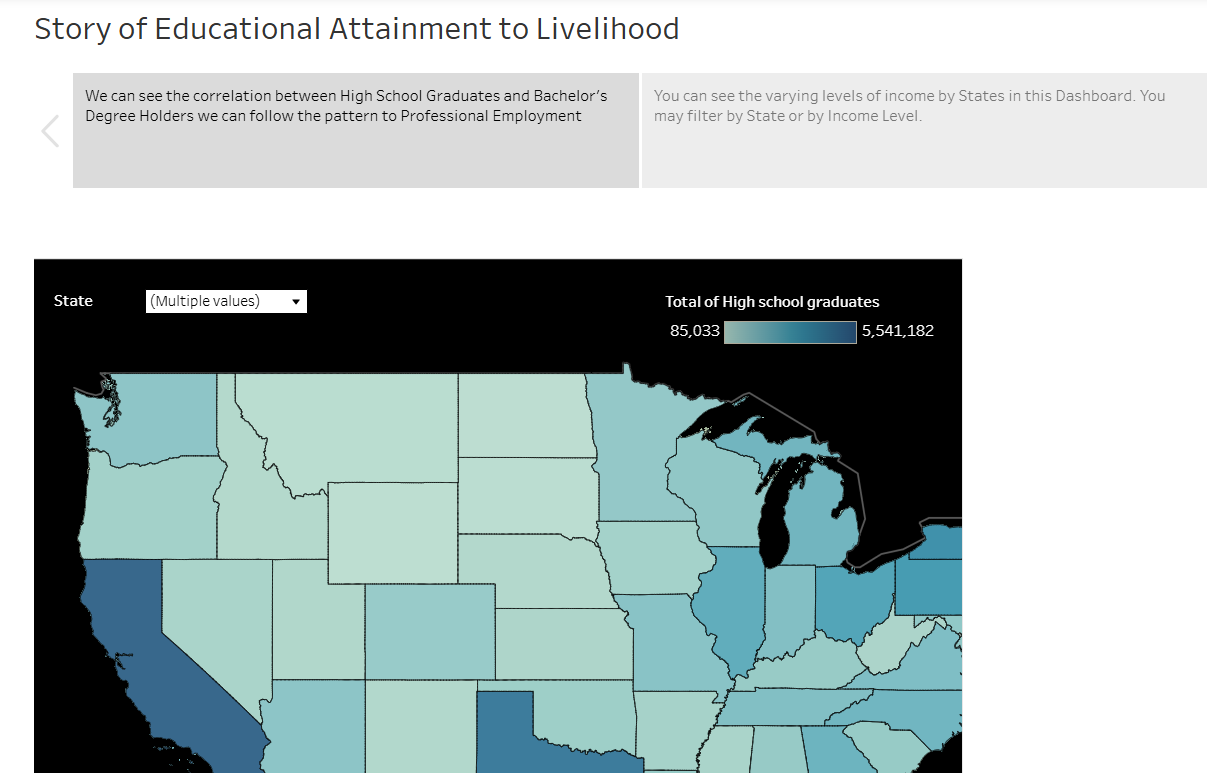 Story of Educational Attainment to Livelihood
We can see the correlation between High School Graduates and Bachelor's
Degree Holders we can follow the pattern to Professional Employment
You can see the varying levels of income by States in this Dashboard. You
may filter by State or by Income Level.
State
(Multiple values)
Total of High school graduates
85,033
5,541,182